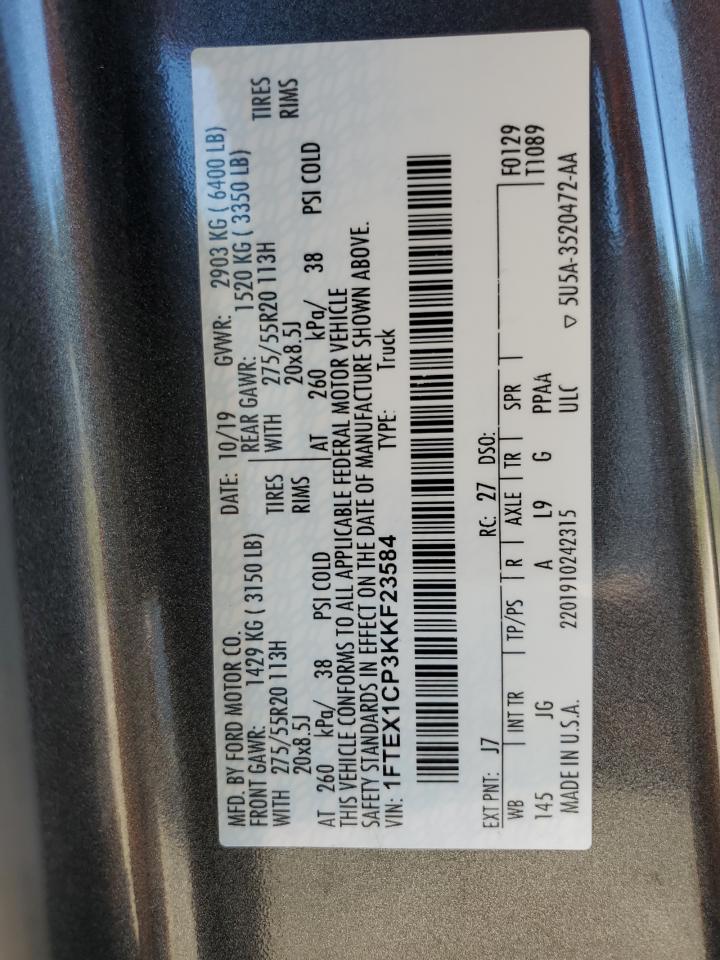 MFD. BY FORD MOTOR CO. DATE: 10/19 GVWR: 2903 KG ( 6400 LB)
FRONT GAWR: 1429 KG ( 3150 LB) REAR GAWR: 1520 KG ( 3350 LB)
WITH 275/55R20 113H TIRES WITH 275/55R20 113H TIRES
20x8.5J RIMS 20x8.5J RIMS
AT 260 kPa/ 38 PSI COLD AT 260 kPa/ 38 PSI COLD
THIS VEHICLE CONFORMS TO ALL APPLICABLE FEDERAL MOTOR VEHICLE
SAFETY STANDARDS IN EFFECT ON THE DATE OF MANUFACTURE SHOWN ABOVE.
VIN: 1FTEX1CP3KKF23584 TYPE: Truck
EXT PNT: J7 RC: 27 DSO: F0129
WB INT TR TP/PS R AXLE TR SPR T1089
145 JG A L9 G PPAA
MADE IN U.S.A. 2201910242315 ULC ▽ 5U5A-3520472-AA